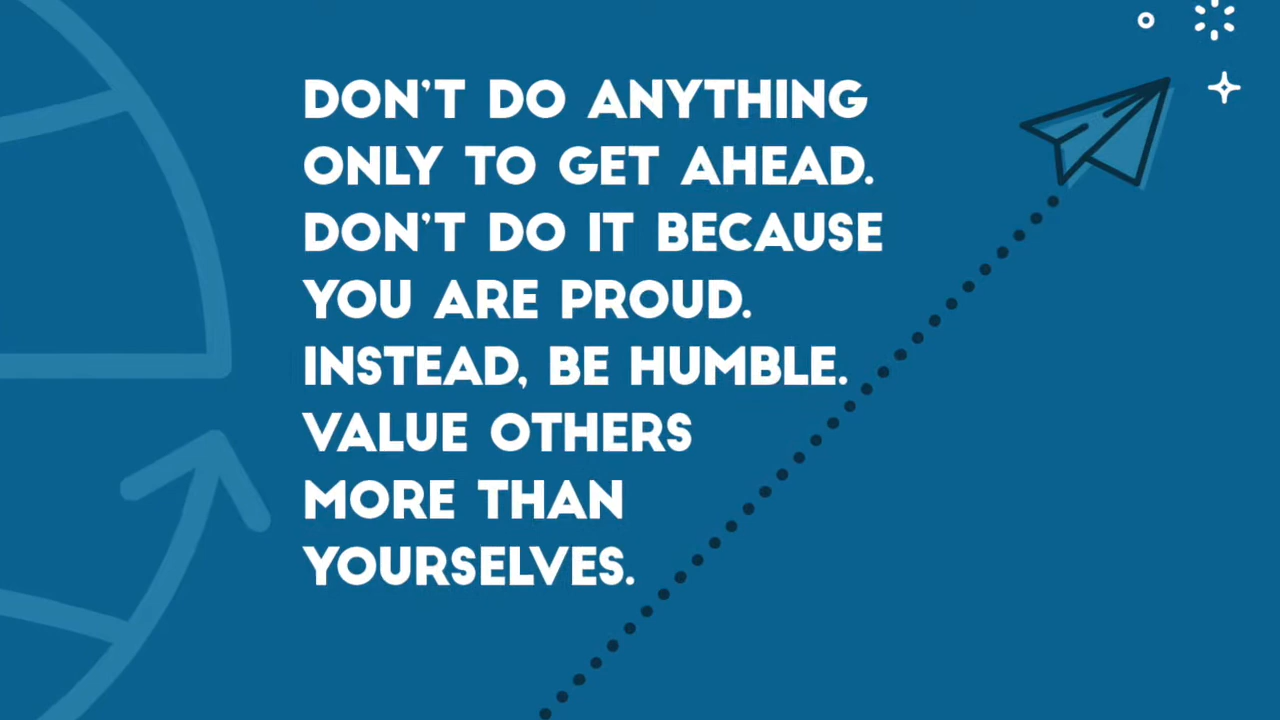 DON'T DO ANYTHING
ONLY TO GET AHEAD.
DON'T DO IT BECAUSE
YOU ARE PROUD.
INSTEAD, BE HUMBLE.
VALUE OTHERS
MORE THAN
YOURSELVES.